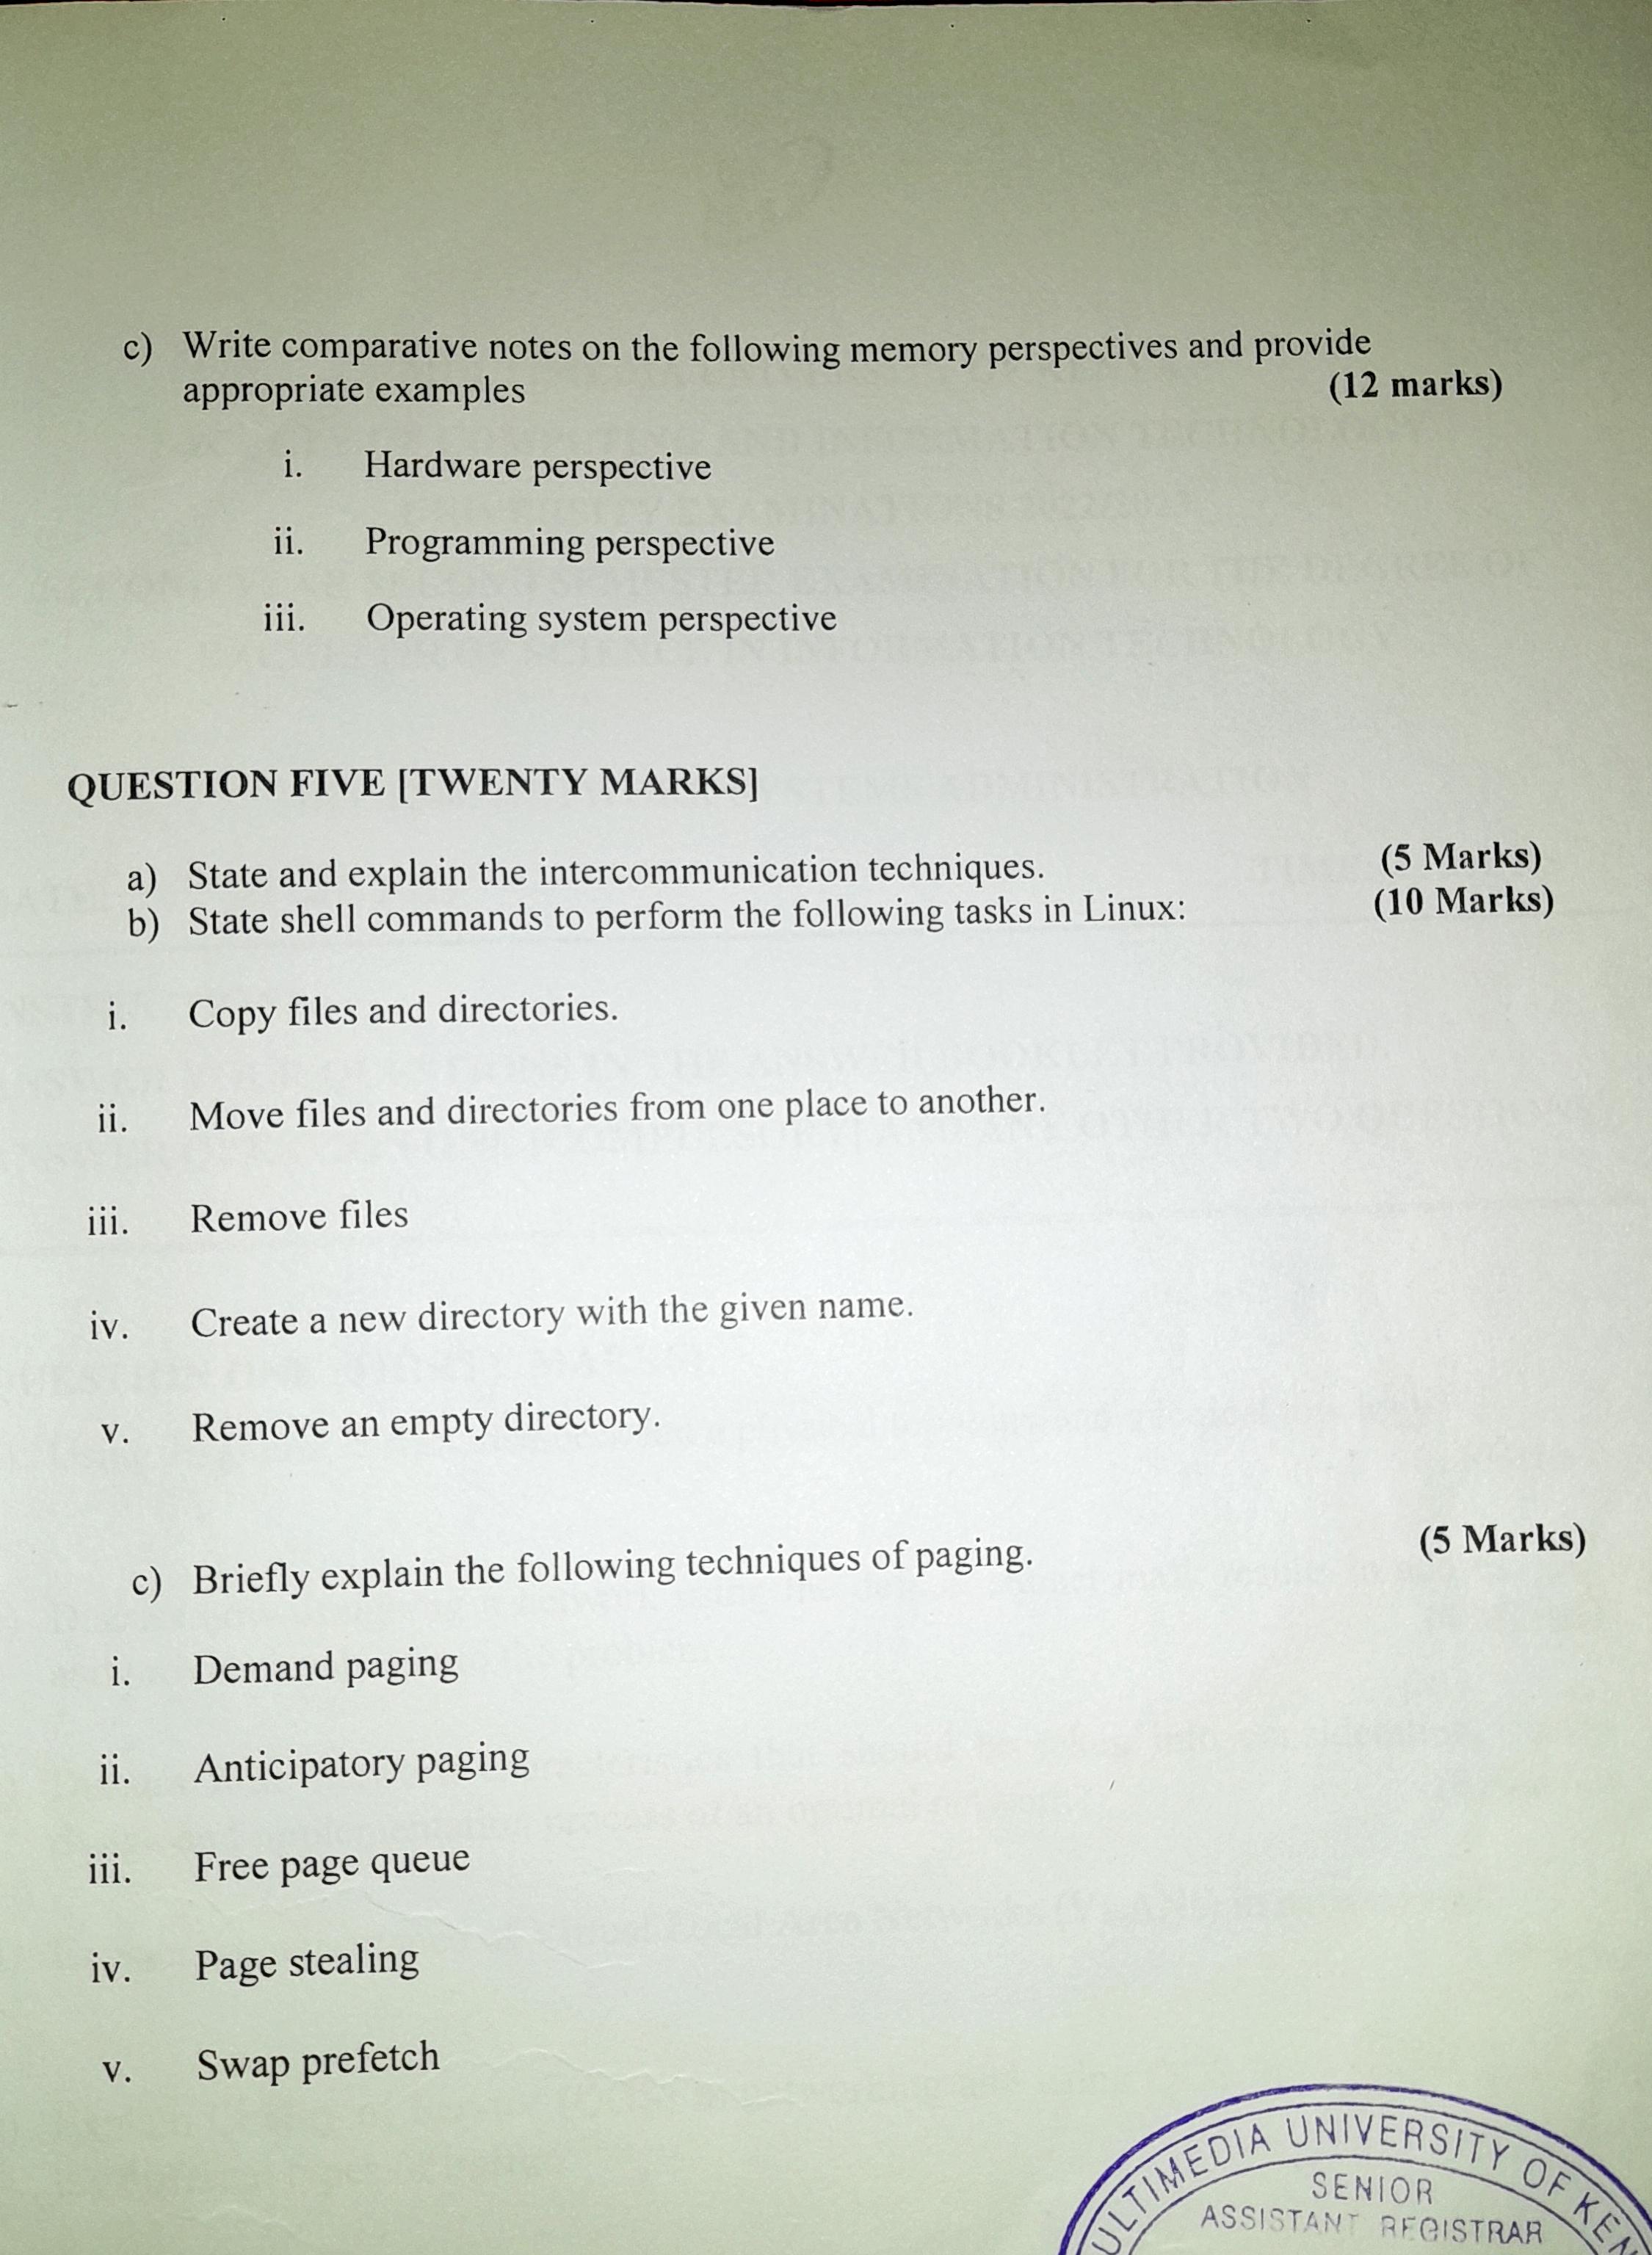 c) Write comparative notes on the following memory perspectives and provide
appropriate examples (12 marks)
i. Hardware perspective
ii. Programming perspective
iii. Operating system perspective
QUESTION FIVE [TWENTY MARKS]
a) State and explain the intercommunication techniques. (5 Marks)
b) State shell commands to perform the following tasks in Linux: (10 Marks)
i. Copy files and directories.
ii. Move files and directories from one place to another.
iii. Remove files
iv. Create a new directory with the given name.
v. Remove an empty directory.
c) Briefly explain the following techniques of paging. (5 Marks)
i. Demand paging
ii. Anticipatory paging
iii. Free page queue
iv. Page stealing
v. Swap prefetch
ULTIMEDIA UNIVERSITY OF KEN
SENIOR
ASSISTANT REGISTRAR